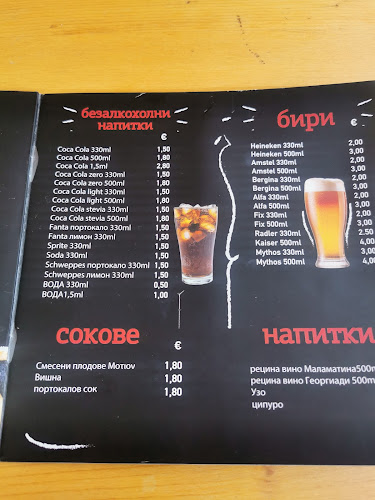 безалкохолни
напитки
€
Coca Cola 330ml 1,50
Coca Cola 500ml 1,80
Coca Cola 1,5ml 2,80
Coca Cola zero 330ml 1,50
Coca Cola zero 500ml 1,80
Coca Cola light 330ml 1,50
Coca Cola light 500ml 1,80
Coca Cola stevia 330ml 1,50
Coca Cola stevia 500ml 1,80
Fanta портокало 330ml 1,50
Fanta лимон 330ml 1,50
Sprite 330ml 1,50
Soda 330ml 1,50
Schweppes портокало 330ml 1,50
Schweppes лимон 330ml 1,50
ВОДА 330ml 0,50
ВОДА1,5ml 1,00
сокове
€
Смесени плодове Μοτιον 1,80
Вишна 1,80
портокалов сок 1,80
бири €
Heineken 330ml 2,00
Heineken 500ml 3,00
Amstel 330ml 2,00
Amstel 500ml 3,00
Bergina 330ml 2,00
Bergina 500ml 3,00
Alfa 330ml 2,00
Alfa 500ml 3,00
Fix 330ml 2,00
Fix 500ml 3,00
Radler 330ml 2.50
Kaiser 500ml 4,00
Mythos 330ml 3,00
Mythos 500ml 4,00
напитки
рецина вино Маламатина500m
рецина вино Георгиади 500m
Узо
ципуро